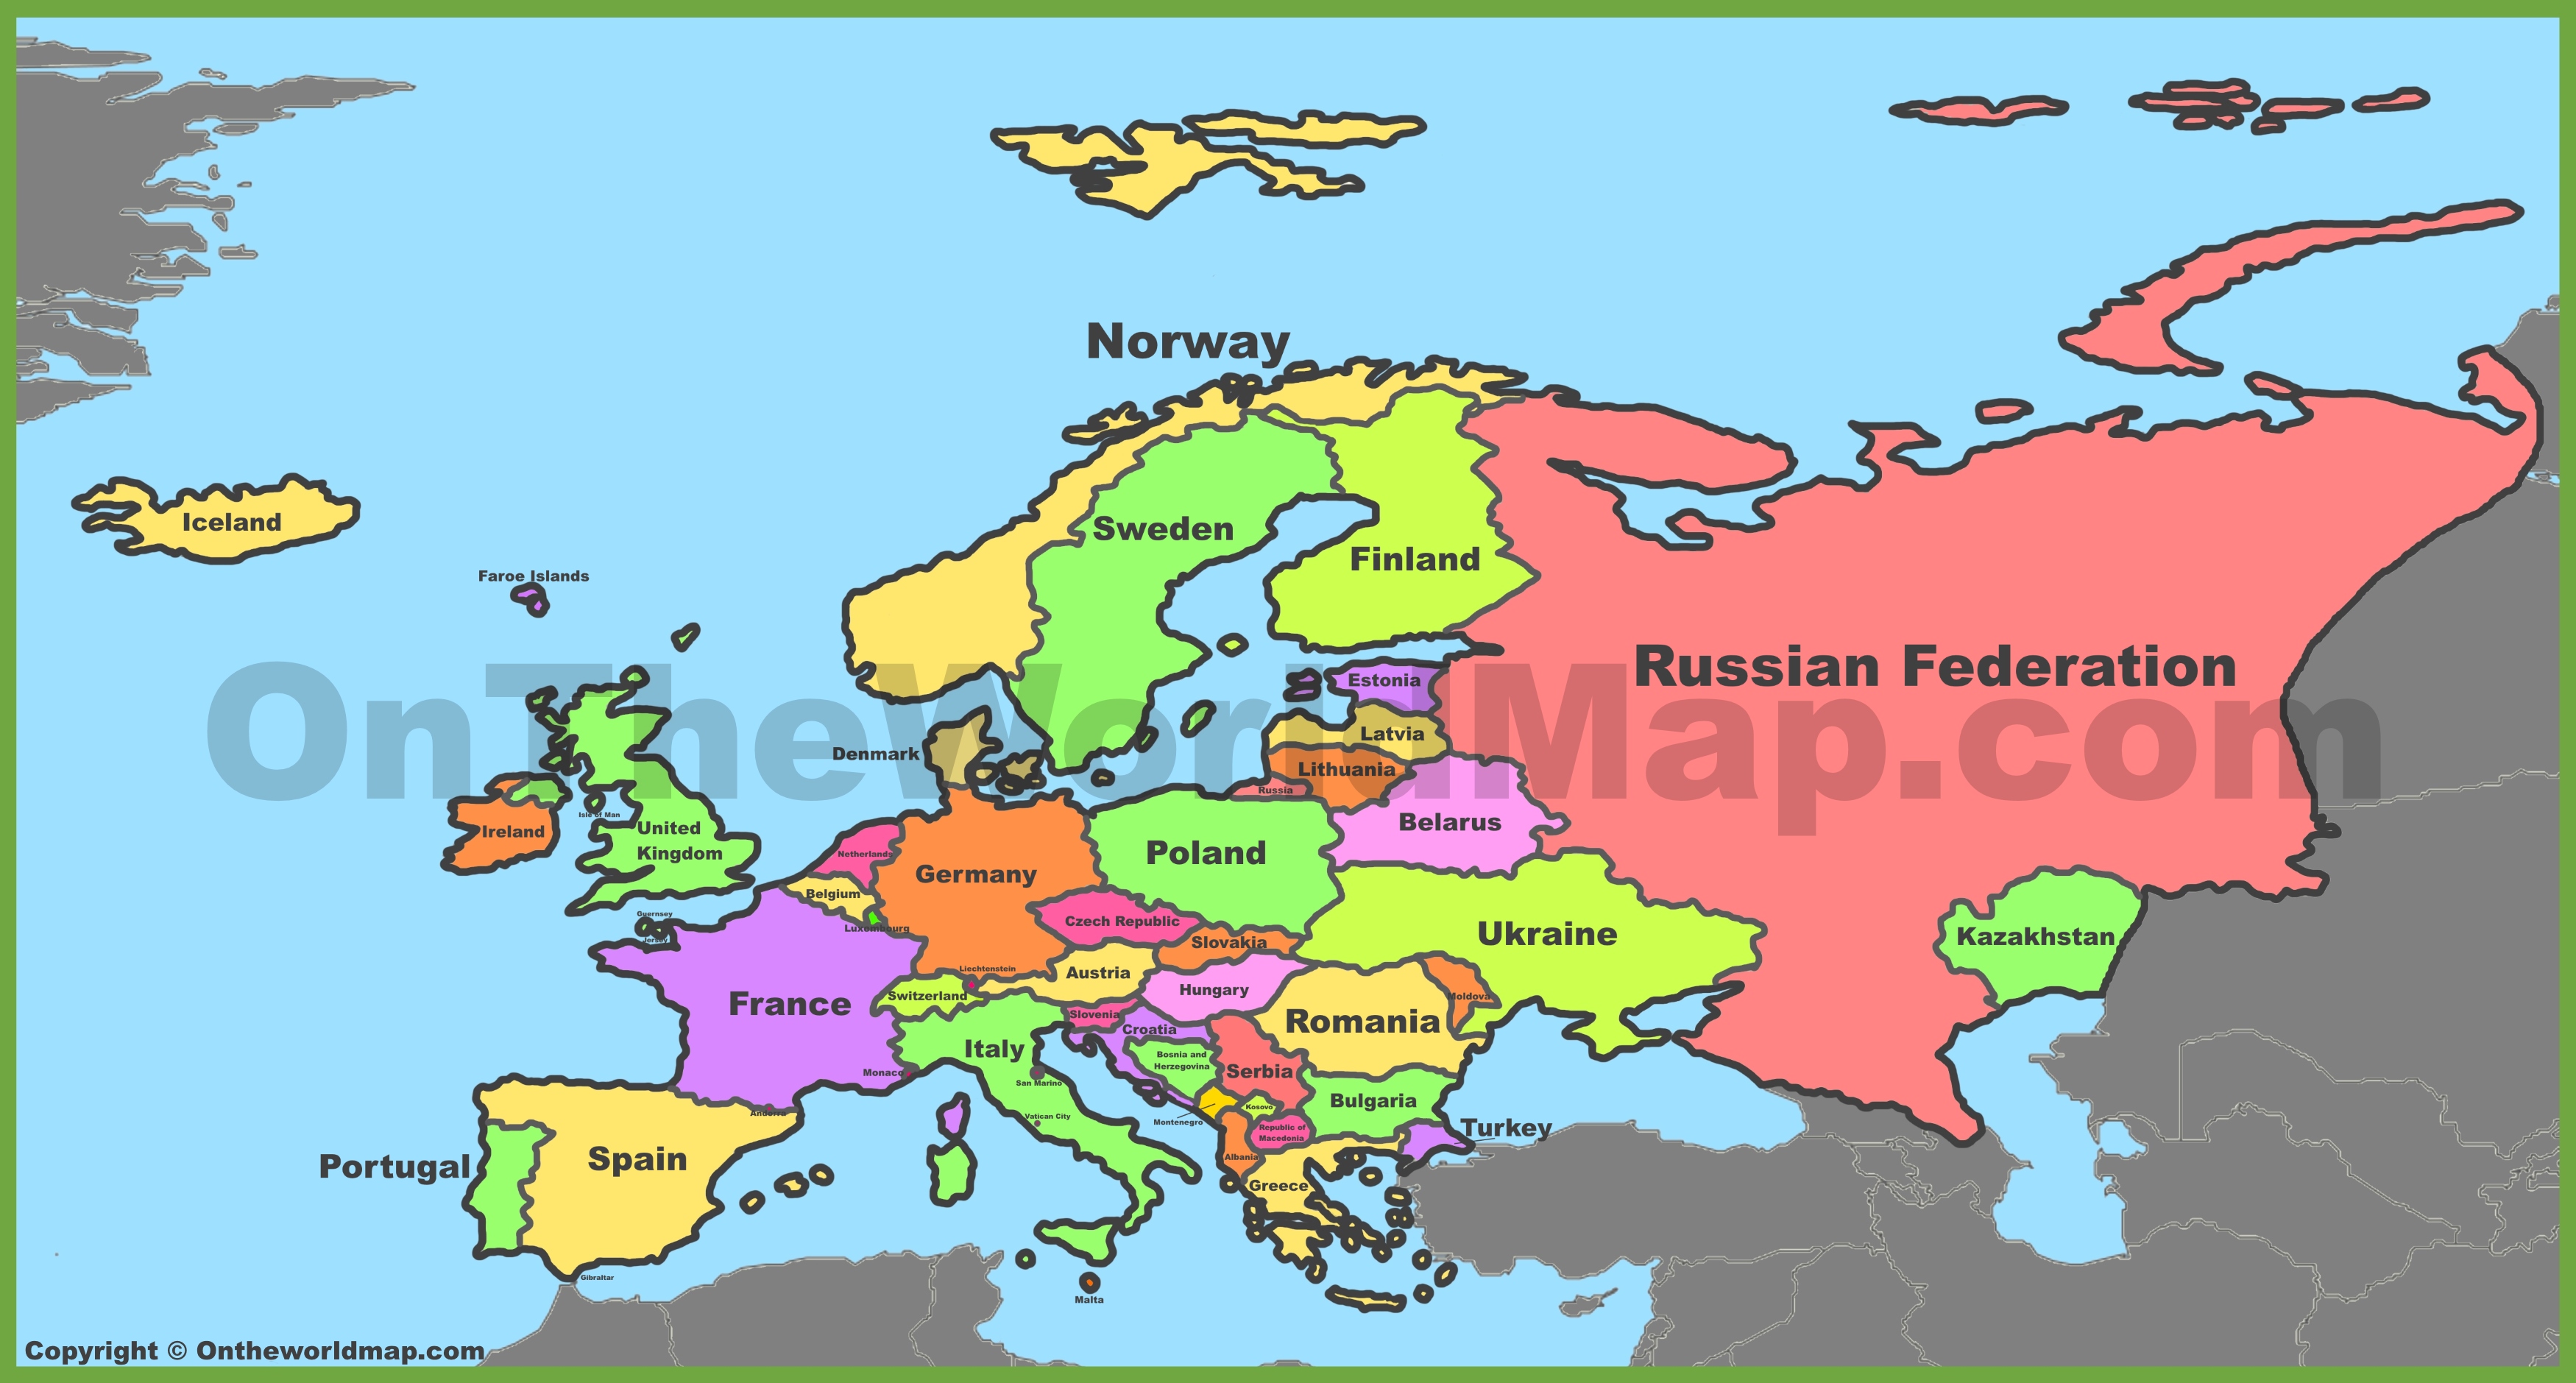 Norway
Iceland
Sweden
Finland
Faroe Islands
Russian Federation
OnTheWorldMap.com
Estonia
Latvia
Denmark
Lithuania
Russia
Isle of Man
Ireland
United
Kingdom
Belarus
Netherlands
Poland
Germany
Belgium
Guernsey
Jersey
Luxembourg
Czech Republic
Slovakia
Ukraine
Kazakhstan
Liechtenstein
Austria
Switzerland
Hungary
Moldova
France
Slovenia
Romania
Croatia
Italy
Bosnia and
Herzegovina
Monaco
San Marino
Serbia
Andorra
Bulgaria
Kosovo
Vatican City
Montenegro
Turkey
Republic of
Macedonia
Portugal
Spain
Albania
Greece
Gibraltar
Malta
Copyright © Ontheworldmap.com